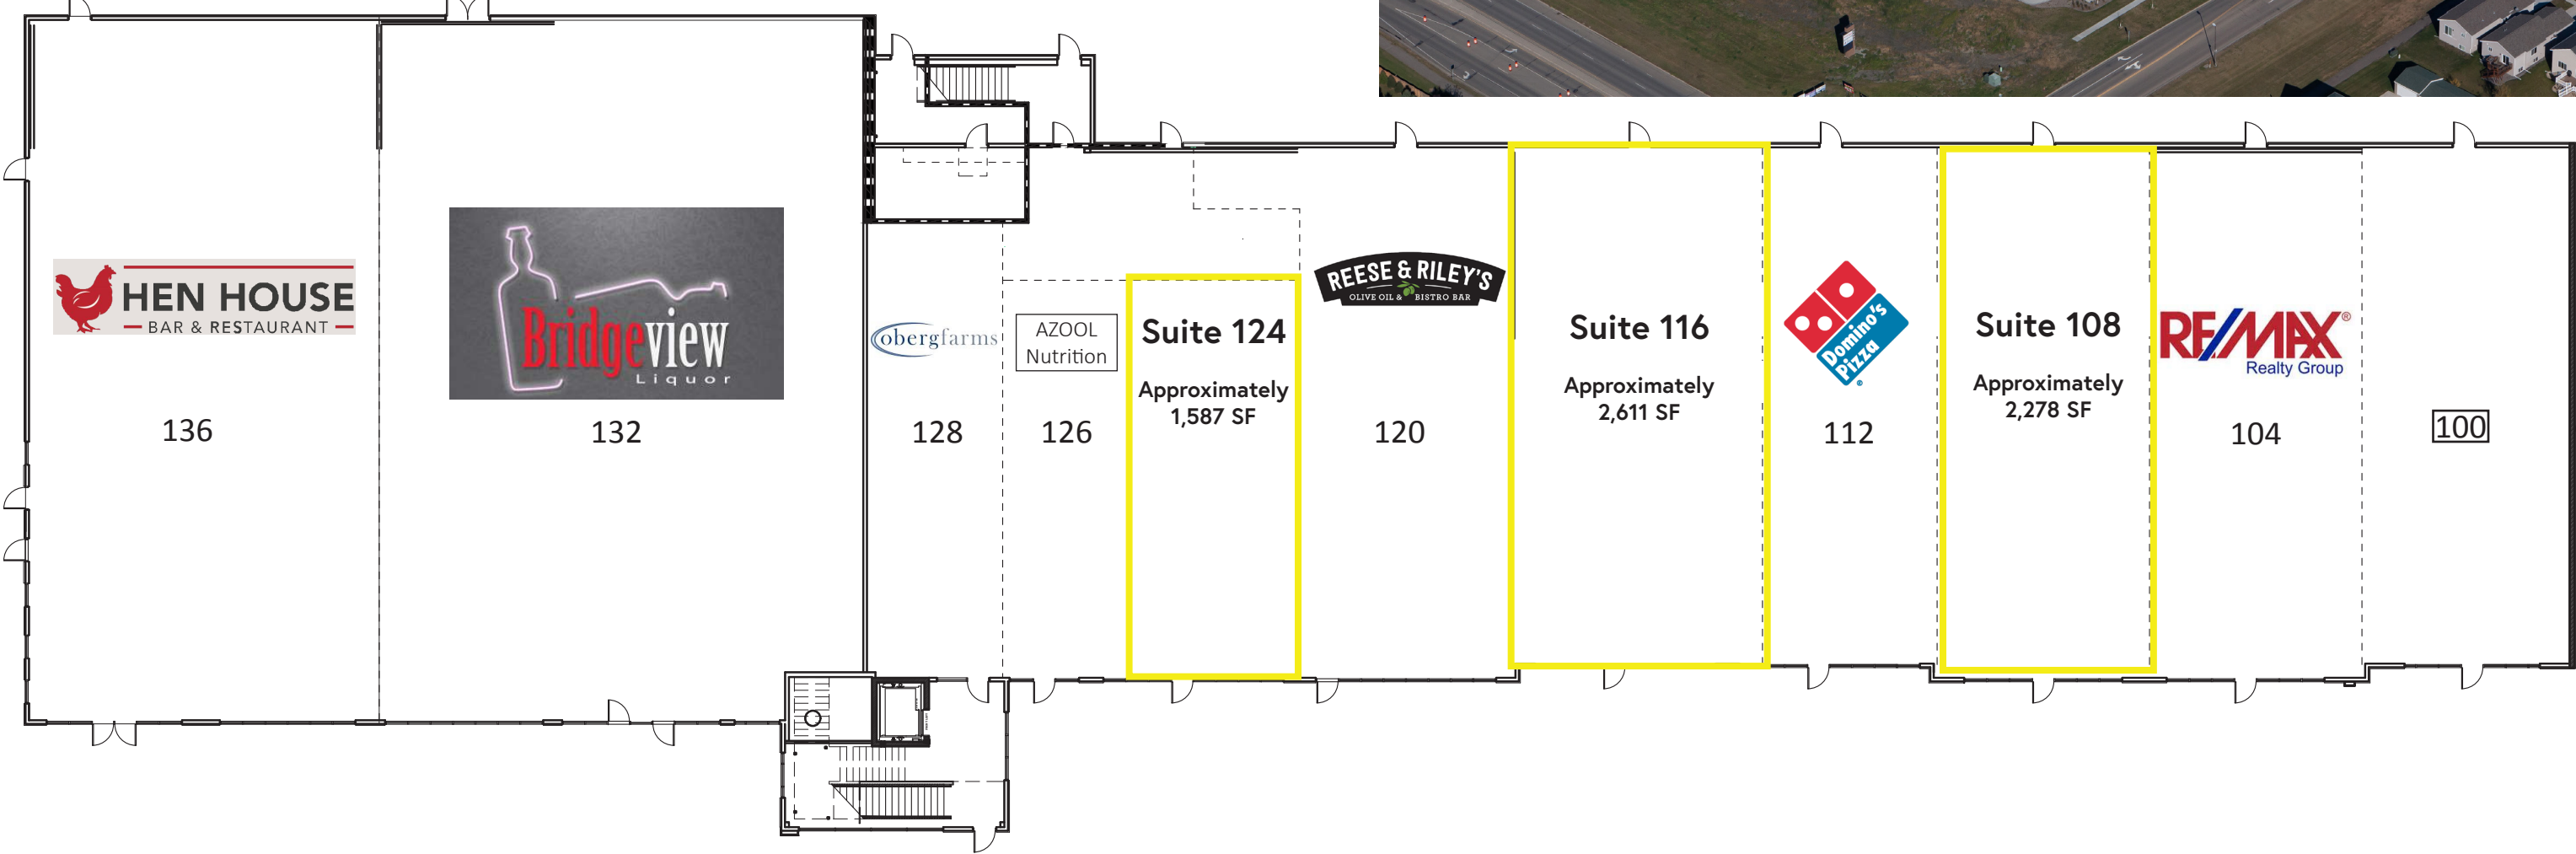 HEN HOUSE
BAR & RESTAURANT
136
Bridgeview
Liquor
132
obergfarms
128
AZOOL
Nutrition
126
Suite 124
Approximately
1,587 SF
REESE & RILEY'S
OLIVE OIL & BISTRO BAR
120
Suite 116
Approximately
2,611 SF
Domino's
Pizza
®
112
Suite 108
Approximately
2,278 SF
RE/MAX®
Realty Group
104
100